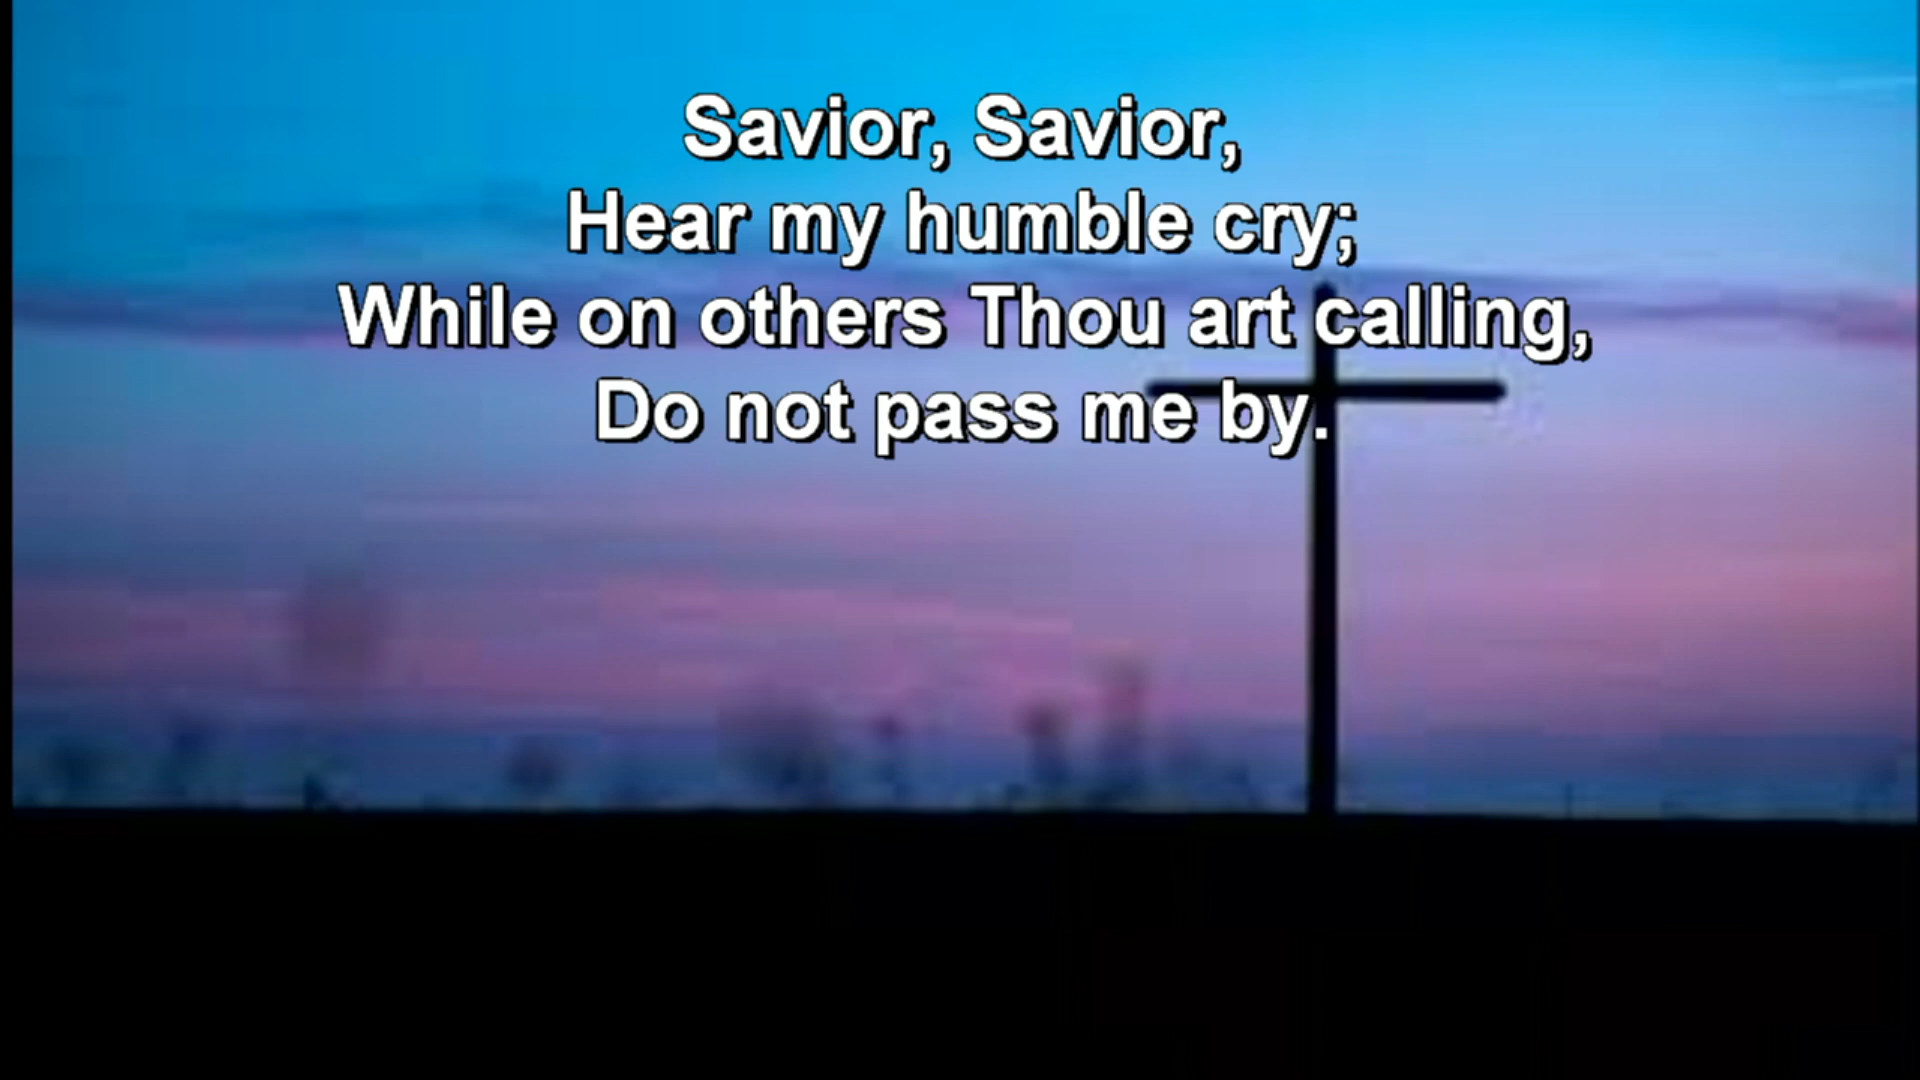 Savior, Savior,
Hear my humble cry;
While on others Thou art calling,
Do not pass me by.